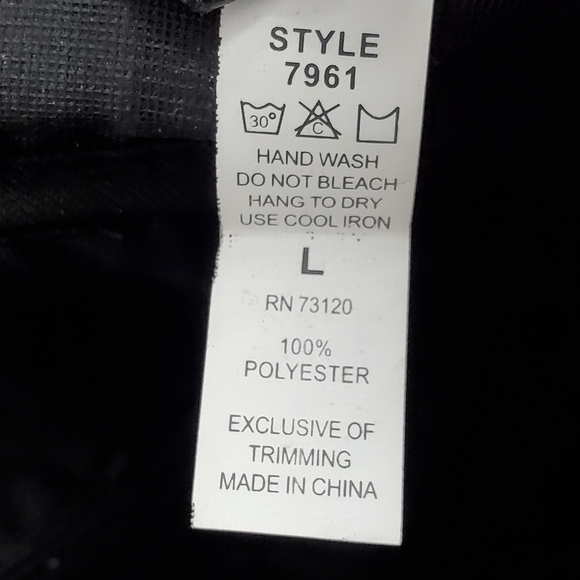 STYLE
7961
30° C
HAND WASH
DO NOT BLEACH
HANG TO DRY
USE COOL IRON
L
RN 73120
100%
POLYESTER
EXCLUSIVE OF
TRIMMING
MADE IN CHINA